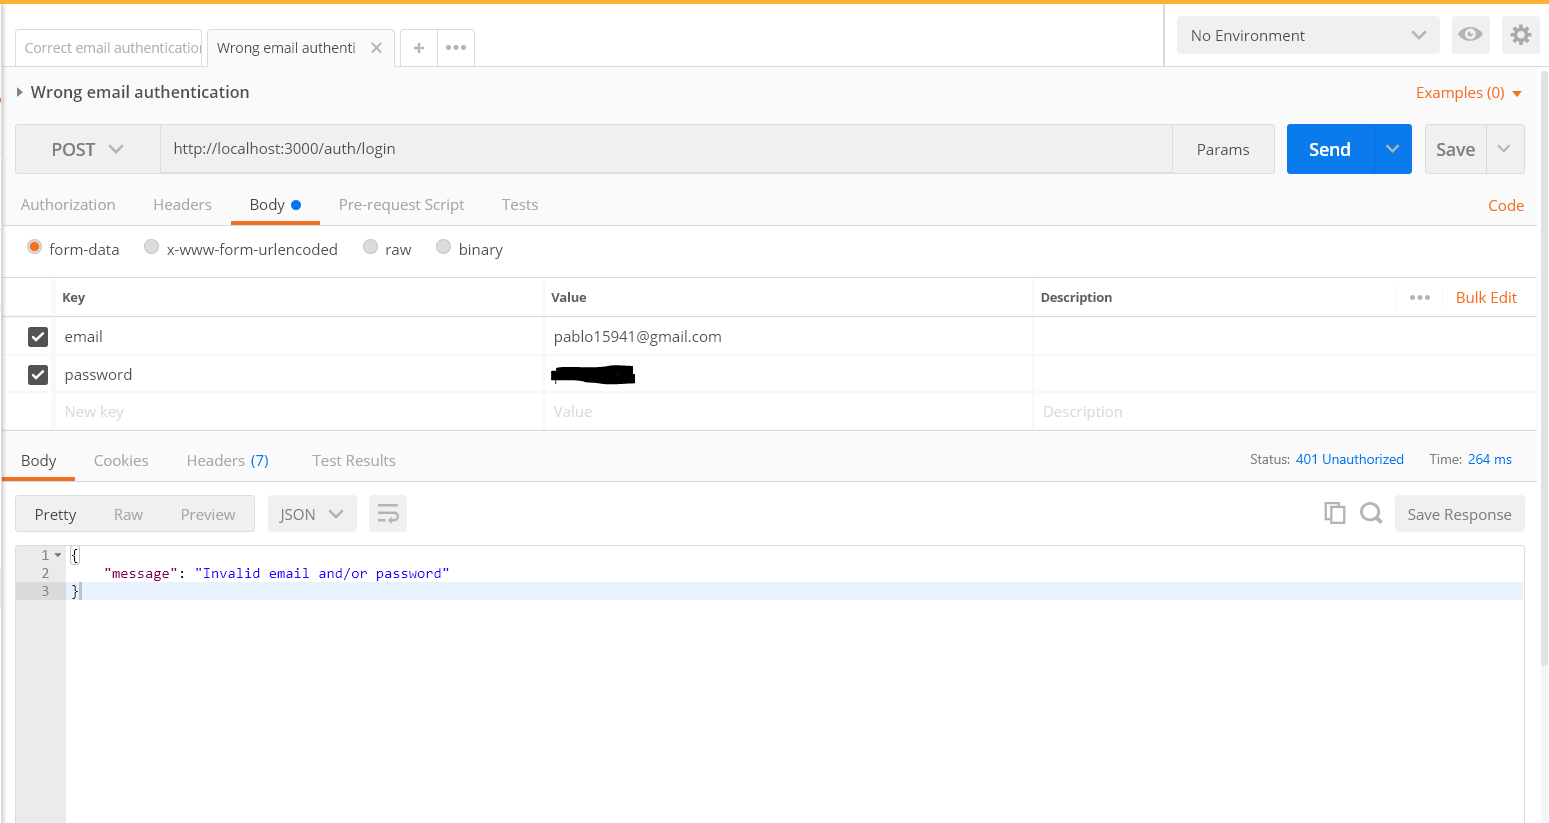 Correct email authentication
Wrong email authenti
No Environment
Wrong email authentication
Examples (0)
POST
http://localhost:3000/auth/login
Params
Send
Save
Authorization
Headers
Body
Pre-request Script
Tests
Code
form-data
x-www-form-urlencoded
raw
binary
Key
Value
Description
Bulk Edit
email
pablo15941@gmail.com
password
New key
Value
Description
Body
Cookies
Headers (7)
Test Results
Status: 401 Unauthorized
Time: 264 ms
Pretty
Raw
Preview
JSON
Save Response
1 {
2 "message": "Invalid email and/or password"
3 }